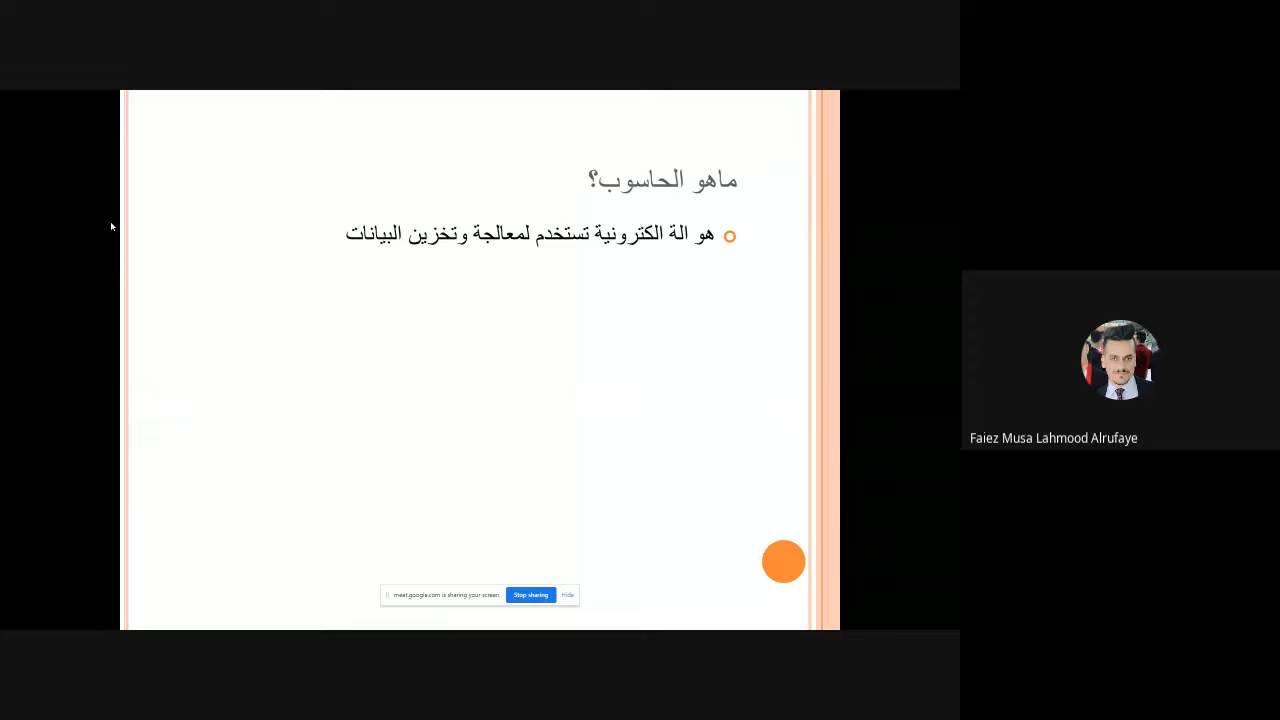 ماهو الحاسوب؟
هو الة الكترونية تستخدم لمعالجة وتخزين البيانات
Faiez Musa Lahmood Alrufaye
meet.google.com is sharing your screen. Stop sharing Hide